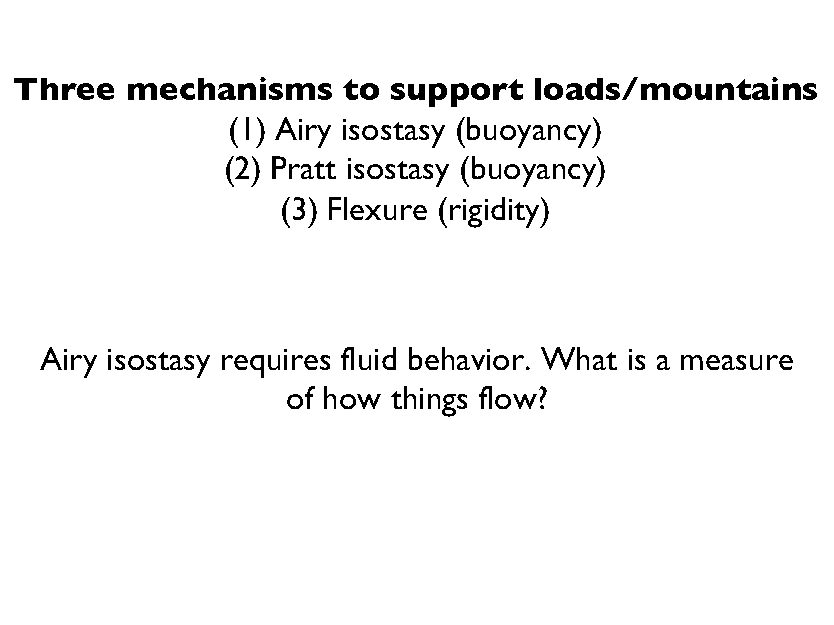 Three mechanisms to support loads/mountains
(1) Airy isostasy (buoyancy)
(2) Pratt isostasy (buoyancy)
(3) Flexure (rigidity)
Airy isostasy requires fluid behavior. What is a measure
of how things flow?